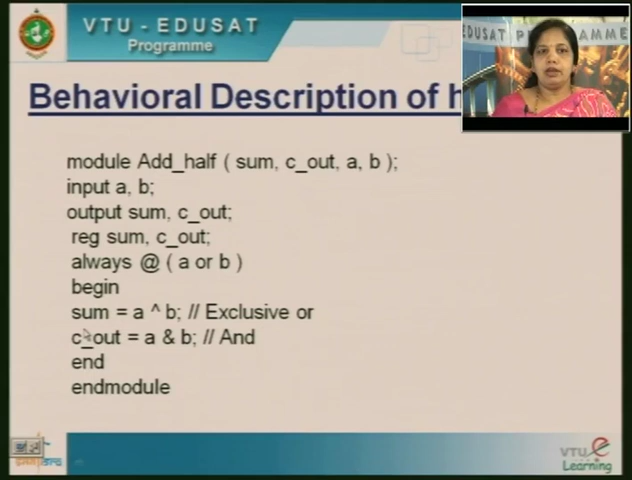 VTU - EDUSAT
Programme
EDUSAT PROGRAMME
Behavioral Description of
module Add_half ( sum, c_out, a, b );
input a, b;
output sum, c_out;
reg sum, c_out;
always @ ( a or b )
begin
sum = a ^ b; // Exclusive or
c_out = a & b; // And
end
endmodule
VTU e
Learning